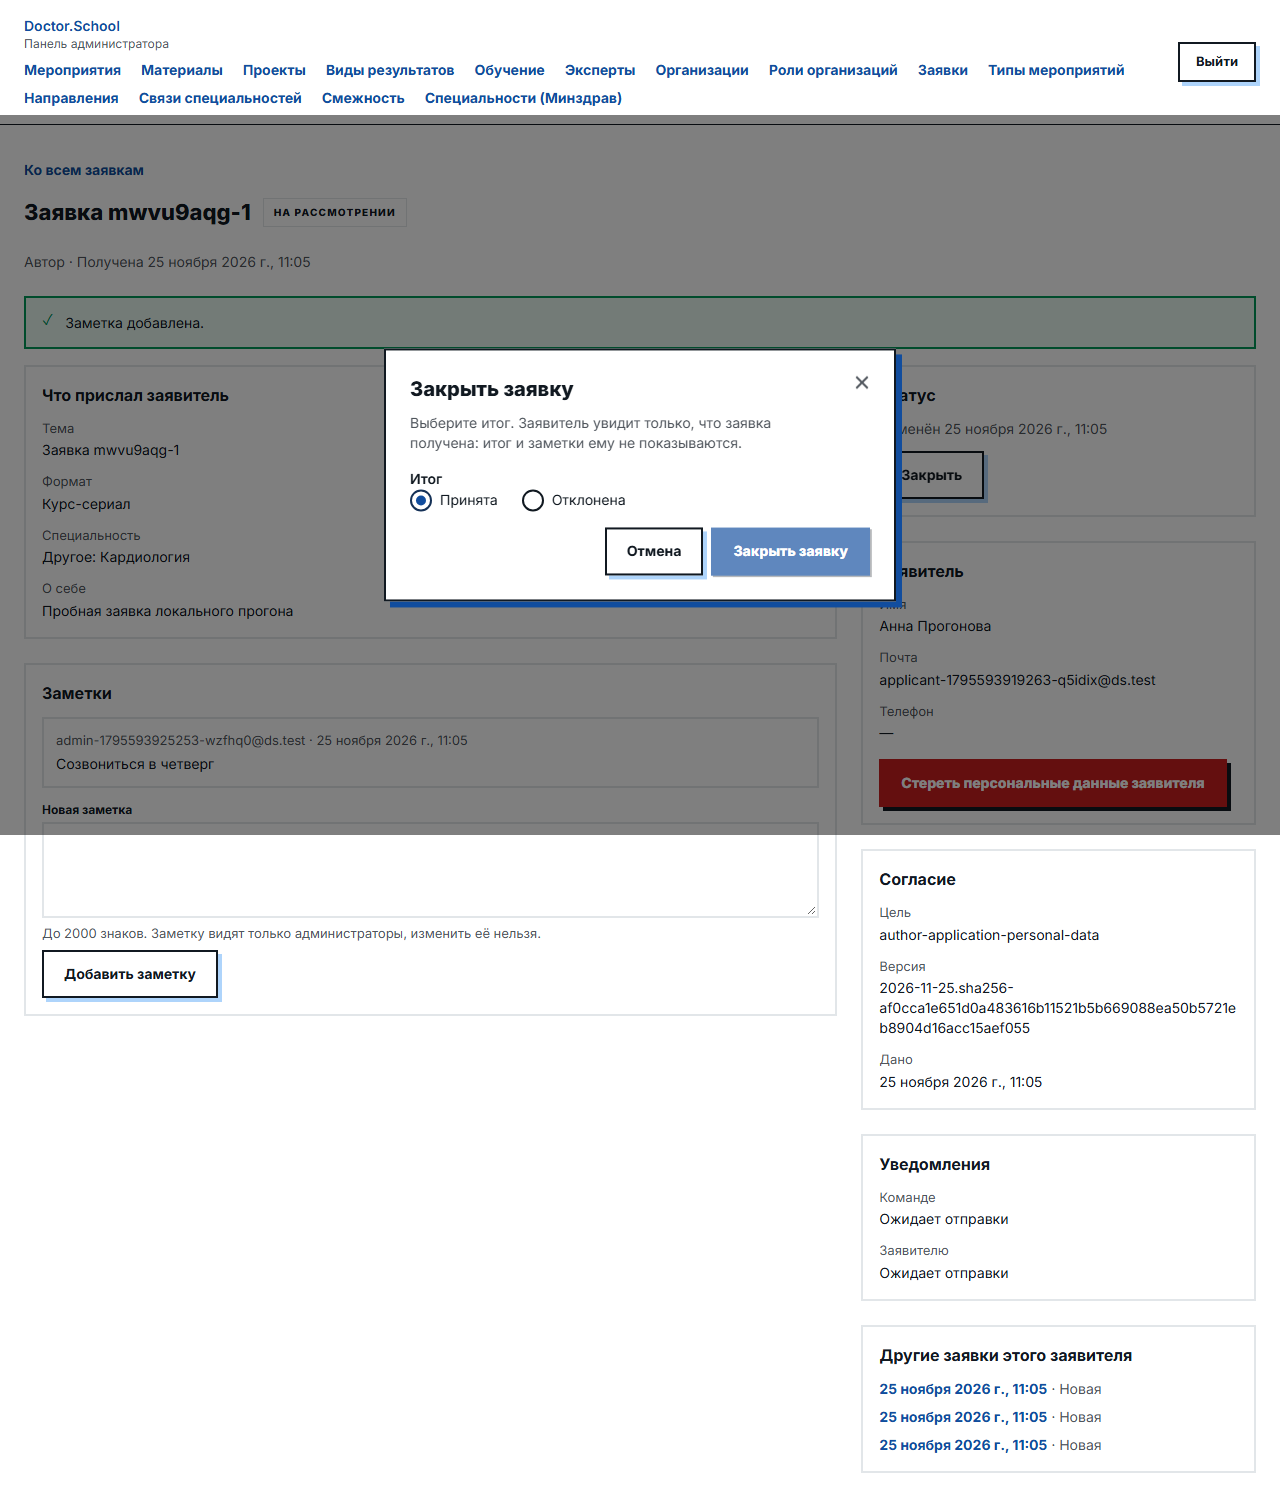 Doctor.School
Панель администратора
Мероприятия Материалы Проекты Виды результатов Обучение Эксперты Организации Роли организаций Заявки Типы мероприятий
Направления Связи специальностей Смежность Специальности (Минздрав)
Выйти
Ко всем заявкам
Заявка mwvu9aqg-1 НА РАССМОТРЕНИИ
Автор · Получена 25 ноября 2026 г., 11:05
✓ Заметка добавлена.
Закрыть заявку
Выберите итог. Заявитель увидит только, что заявка
получена: итог и заметки ему не показываются.
Итог
Принята Отклонена
Отмена Закрыть заявку
Что прислал заявитель
Тема
Заявка mwvu9aqg-1
Формат
Курс-сериал
Специальность
Другое: Кардиология
О себе
Пробная заявка локального прогона
Заметки
admin-1795593925253-wzfhq0@ds.test · 25 ноября 2026 г., 11:05
Созвониться в четверг
Новая заметка
До 2000 знаков. Заметку видят только администраторы, изменить её нельзя.
Добавить заметку
атус
менён 25 ноября 2026 г., 11:05
Закрыть
явитель
Имя
Анна Прогонова
Почта
applicant-1795593919263-q5idix@ds.test
Телефон
—
Стереть персональные данные заявителя
Согласие
Цель
author-application-personal-data
Версия
2026-11-25.sha256-
af0cca1e651d0a483616b11521b5b669088ea50b5721e
b8904d16acc15aef055
Дано
25 ноября 2026 г., 11:05
Уведомления
Команде
Ожидает отправки
Заявителю
Ожидает отправки
Другие заявки этого заявителя
25 ноября 2026 г., 11:05 · Новая
25 ноября 2026 г., 11:05 · Новая
25 ноября 2026 г., 11:05 · Новая